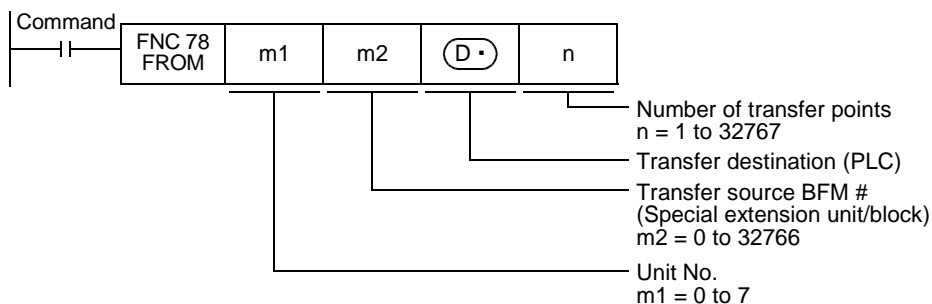 Command
FNC 78
FROM
m1
m2
D·
n
Number of transfer points
n = 1 to 32767
Transfer destination (PLC)
Transfer source BFM #
(Special extension unit/block)
m2 = 0 to 32766
Unit No.
m1 = 0 to 7